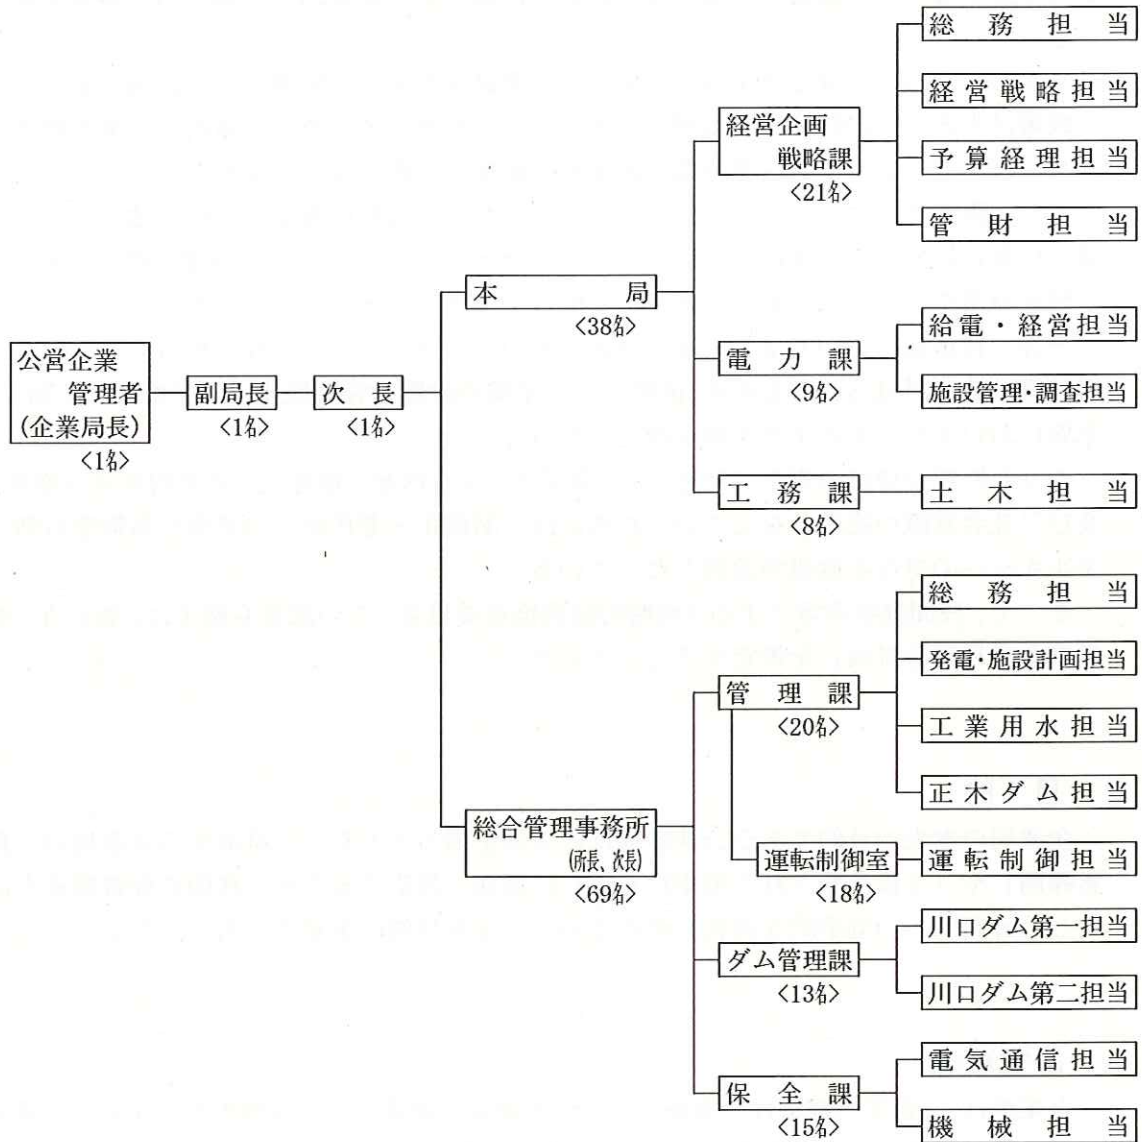 公営企業
管理者
(企業局長)
<1名>
副局長
<1名>
次長
<1名>
本局
<38名>
経営企画
戦略課
<21名>
総務担当
経営戦略担当
予算経理担当
管財担当
電力課
<9名>
給電・経営担当
施設管理・調査担当
工務課
<8名>
土木担当
総合管理事務所
(所長、次長)
<69名>
管理課
<20名>
総務担当
発電・施設計画担当
工業用水担当
正木ダム担当
運転制御室
<18名>
運転制御担当
ダム管理課
<13名>
川口ダム第一担当
川口ダム第二担当
保全課
<15名>
電気通信担当
機械担当